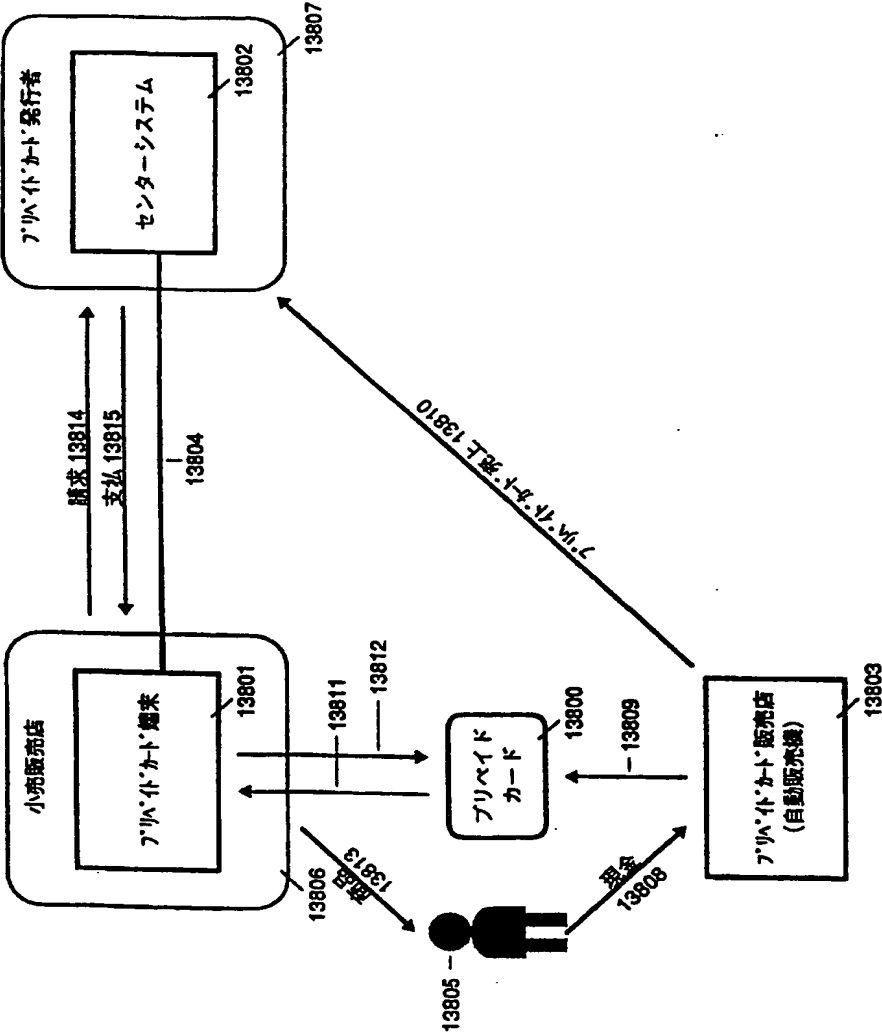 小売販売店
ﾌﾟﾘﾍﾟｲﾄﾞｶｰﾄﾞ端末
13801
13806
請求 13814
支払 13815
13804
ﾌﾟﾘﾍﾟｲﾄﾞｶｰﾄﾞ発行者
センターシステム
13802
13807
13811
13812
商品
13813
13805
プリペイド
カード
13800
現金
13808
13809
ﾌﾟﾘﾍﾟｲﾄﾞｶｰﾄﾞ売上 13810
ﾌﾟﾘﾍﾟｲﾄﾞｶｰﾄﾞ販売店
(自動販売機)
13803